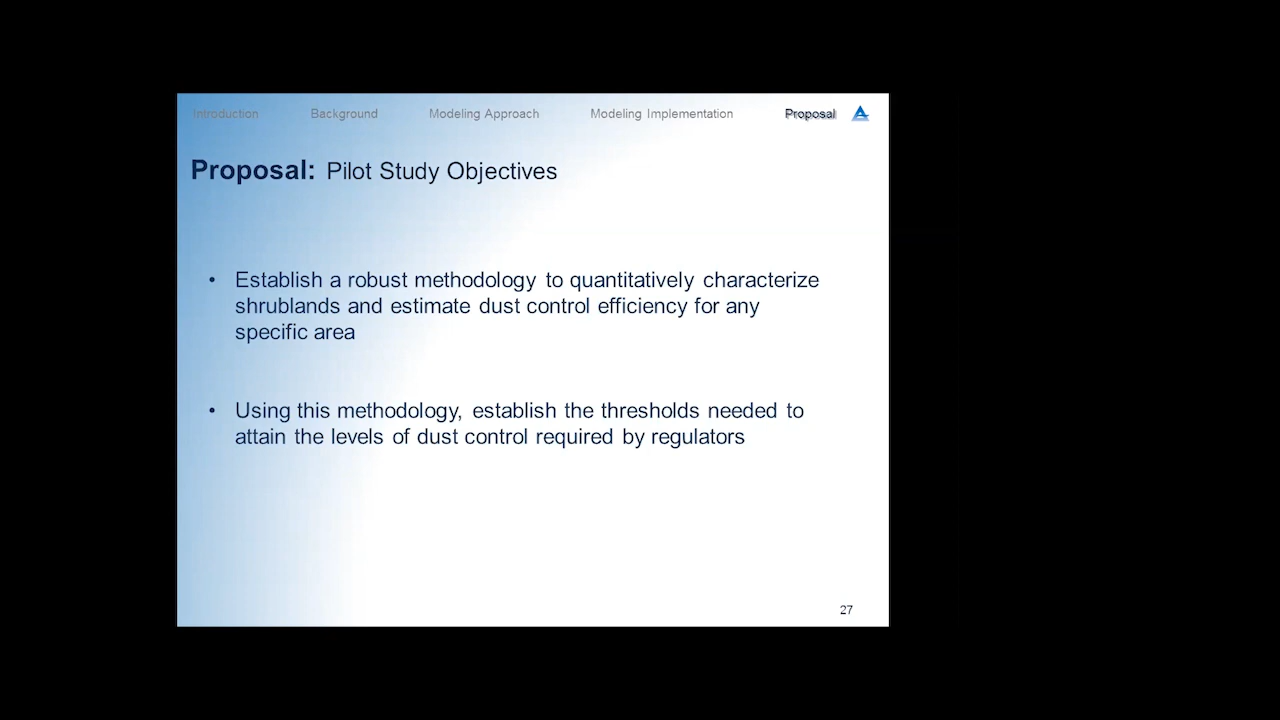 Introduction Background Modeling Approach Modeling Implementation Proposal
Proposal: Pilot Study Objectives
• Establish a robust methodology to quantitatively characterize
shrublands and estimate dust control efficiency for any
specific area
• Using this methodology, establish the thresholds needed to
attain the levels of dust control required by regulators
27